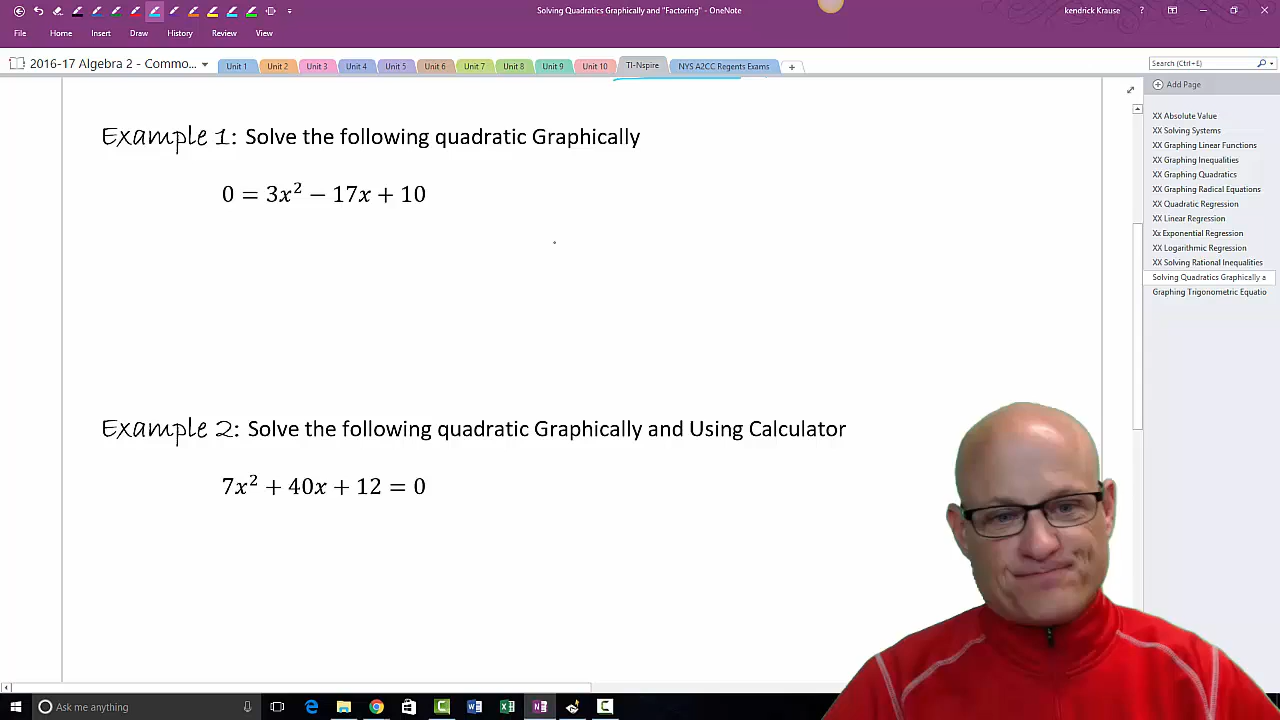 Solving Quadratics Graphically and "Factoring" - OneNote
kendrick Krause
File Home Insert Draw History Review View
2016-17 Algebra 2 - Commo...
Unit 1 Unit 2 Unit 3 Unit 4 Unit 5 Unit 6 Unit 7 Unit 8 Unit 9 Unit 10 TI-Nspire NYS A2CC Regents Exams
Search (Ctrl+E)
Add Page
XX Absolute Value
XX Solving Systems
XX Graphing Linear Functions
XX Graphing Inequalities
XX Graphing Quadratics
XX Graphing Radical Equations
XX Quadratic Regression
XX Linear Regression
Xx Exponential Regression
XX Logarithmic Regression
XX Solving Rational Inequalities
Solving Quadratics Graphically a
Graphing Trigonometric Equatio
Example 1: Solve the following quadratic Graphically
0 = 3x² − 17x + 10
Example 2: Solve the following quadratic Graphically and Using Calculator
7x² + 40x + 12 = 0
Ask me anything